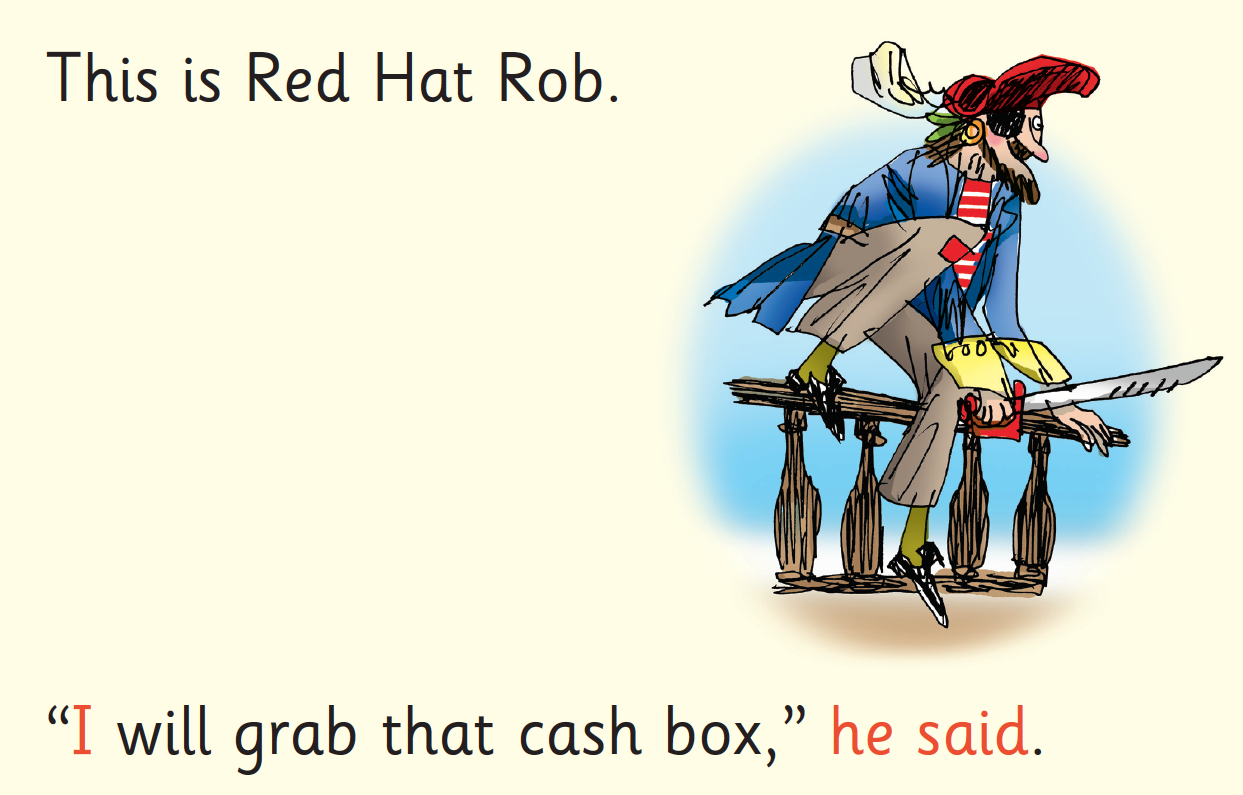 This is Red Hat Rob.
“I will grab that cash box,” he said.